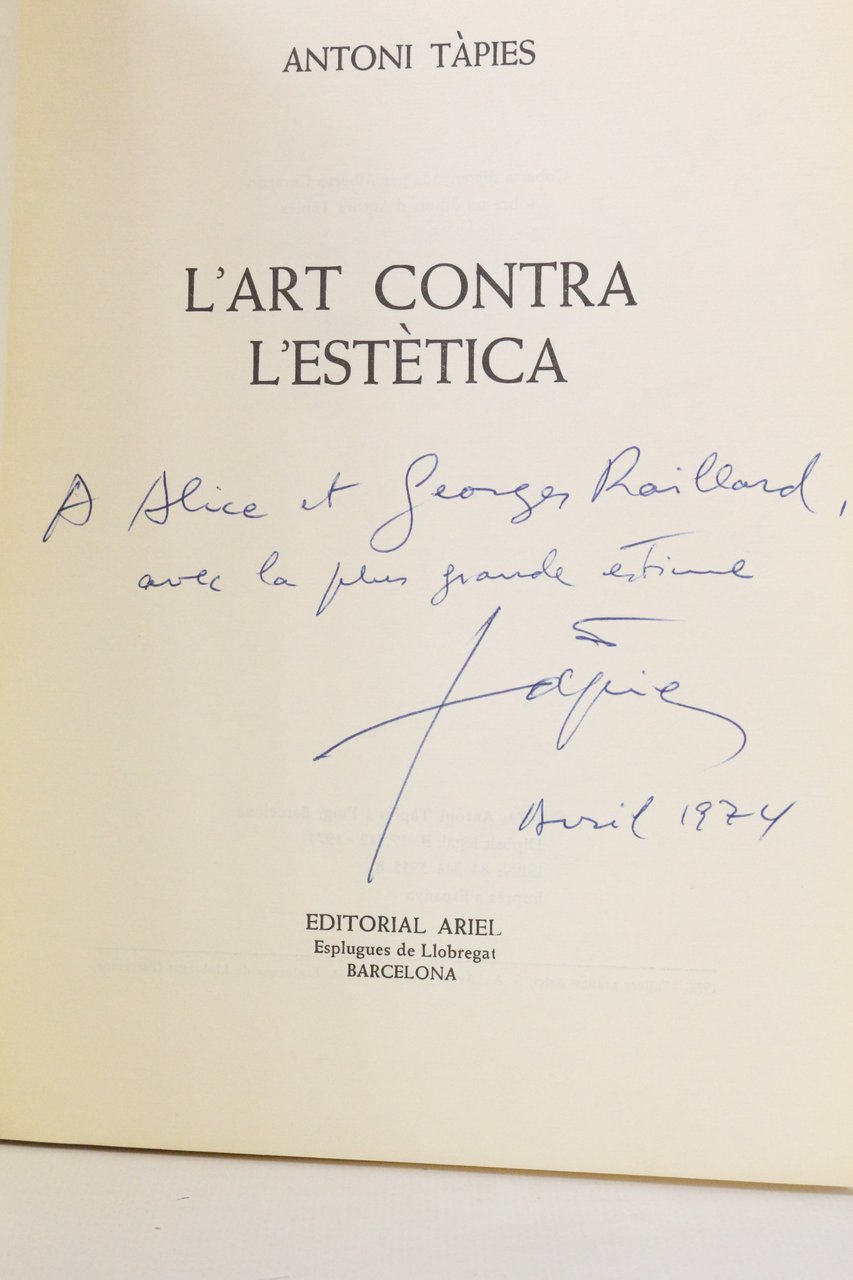 ANTONI TÀPIES
L'ART CONTRA
L'ESTÈTICA
A Alice et Georges Raillard,
avec la plus grande estime
Tàpies
Avril 1974
EDITORIAL ARIEL
Esplugues de Llobregat
BARCELONA